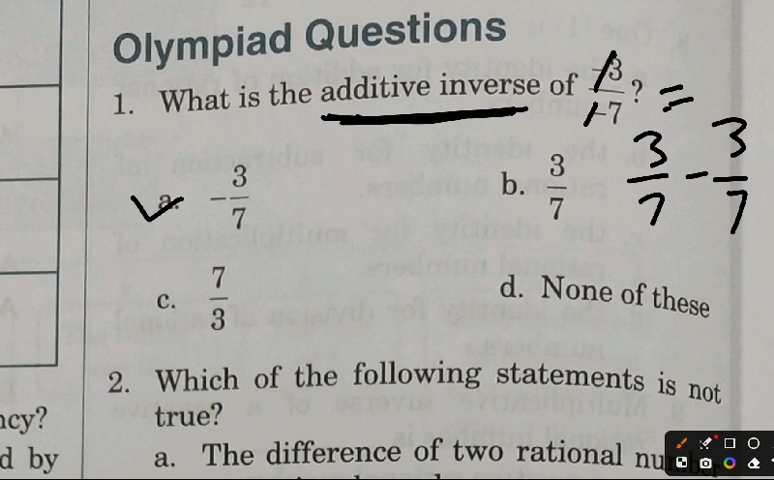 Olympiad Questions
1. What is the additive inverse of -3/-7 ? =
3/7 - 3/7
a. -3/7 b. 3/7
c. 7/3 d. None of these
2. Which of the following statements is not
true?
ncy?
a. The difference of two rational
d by